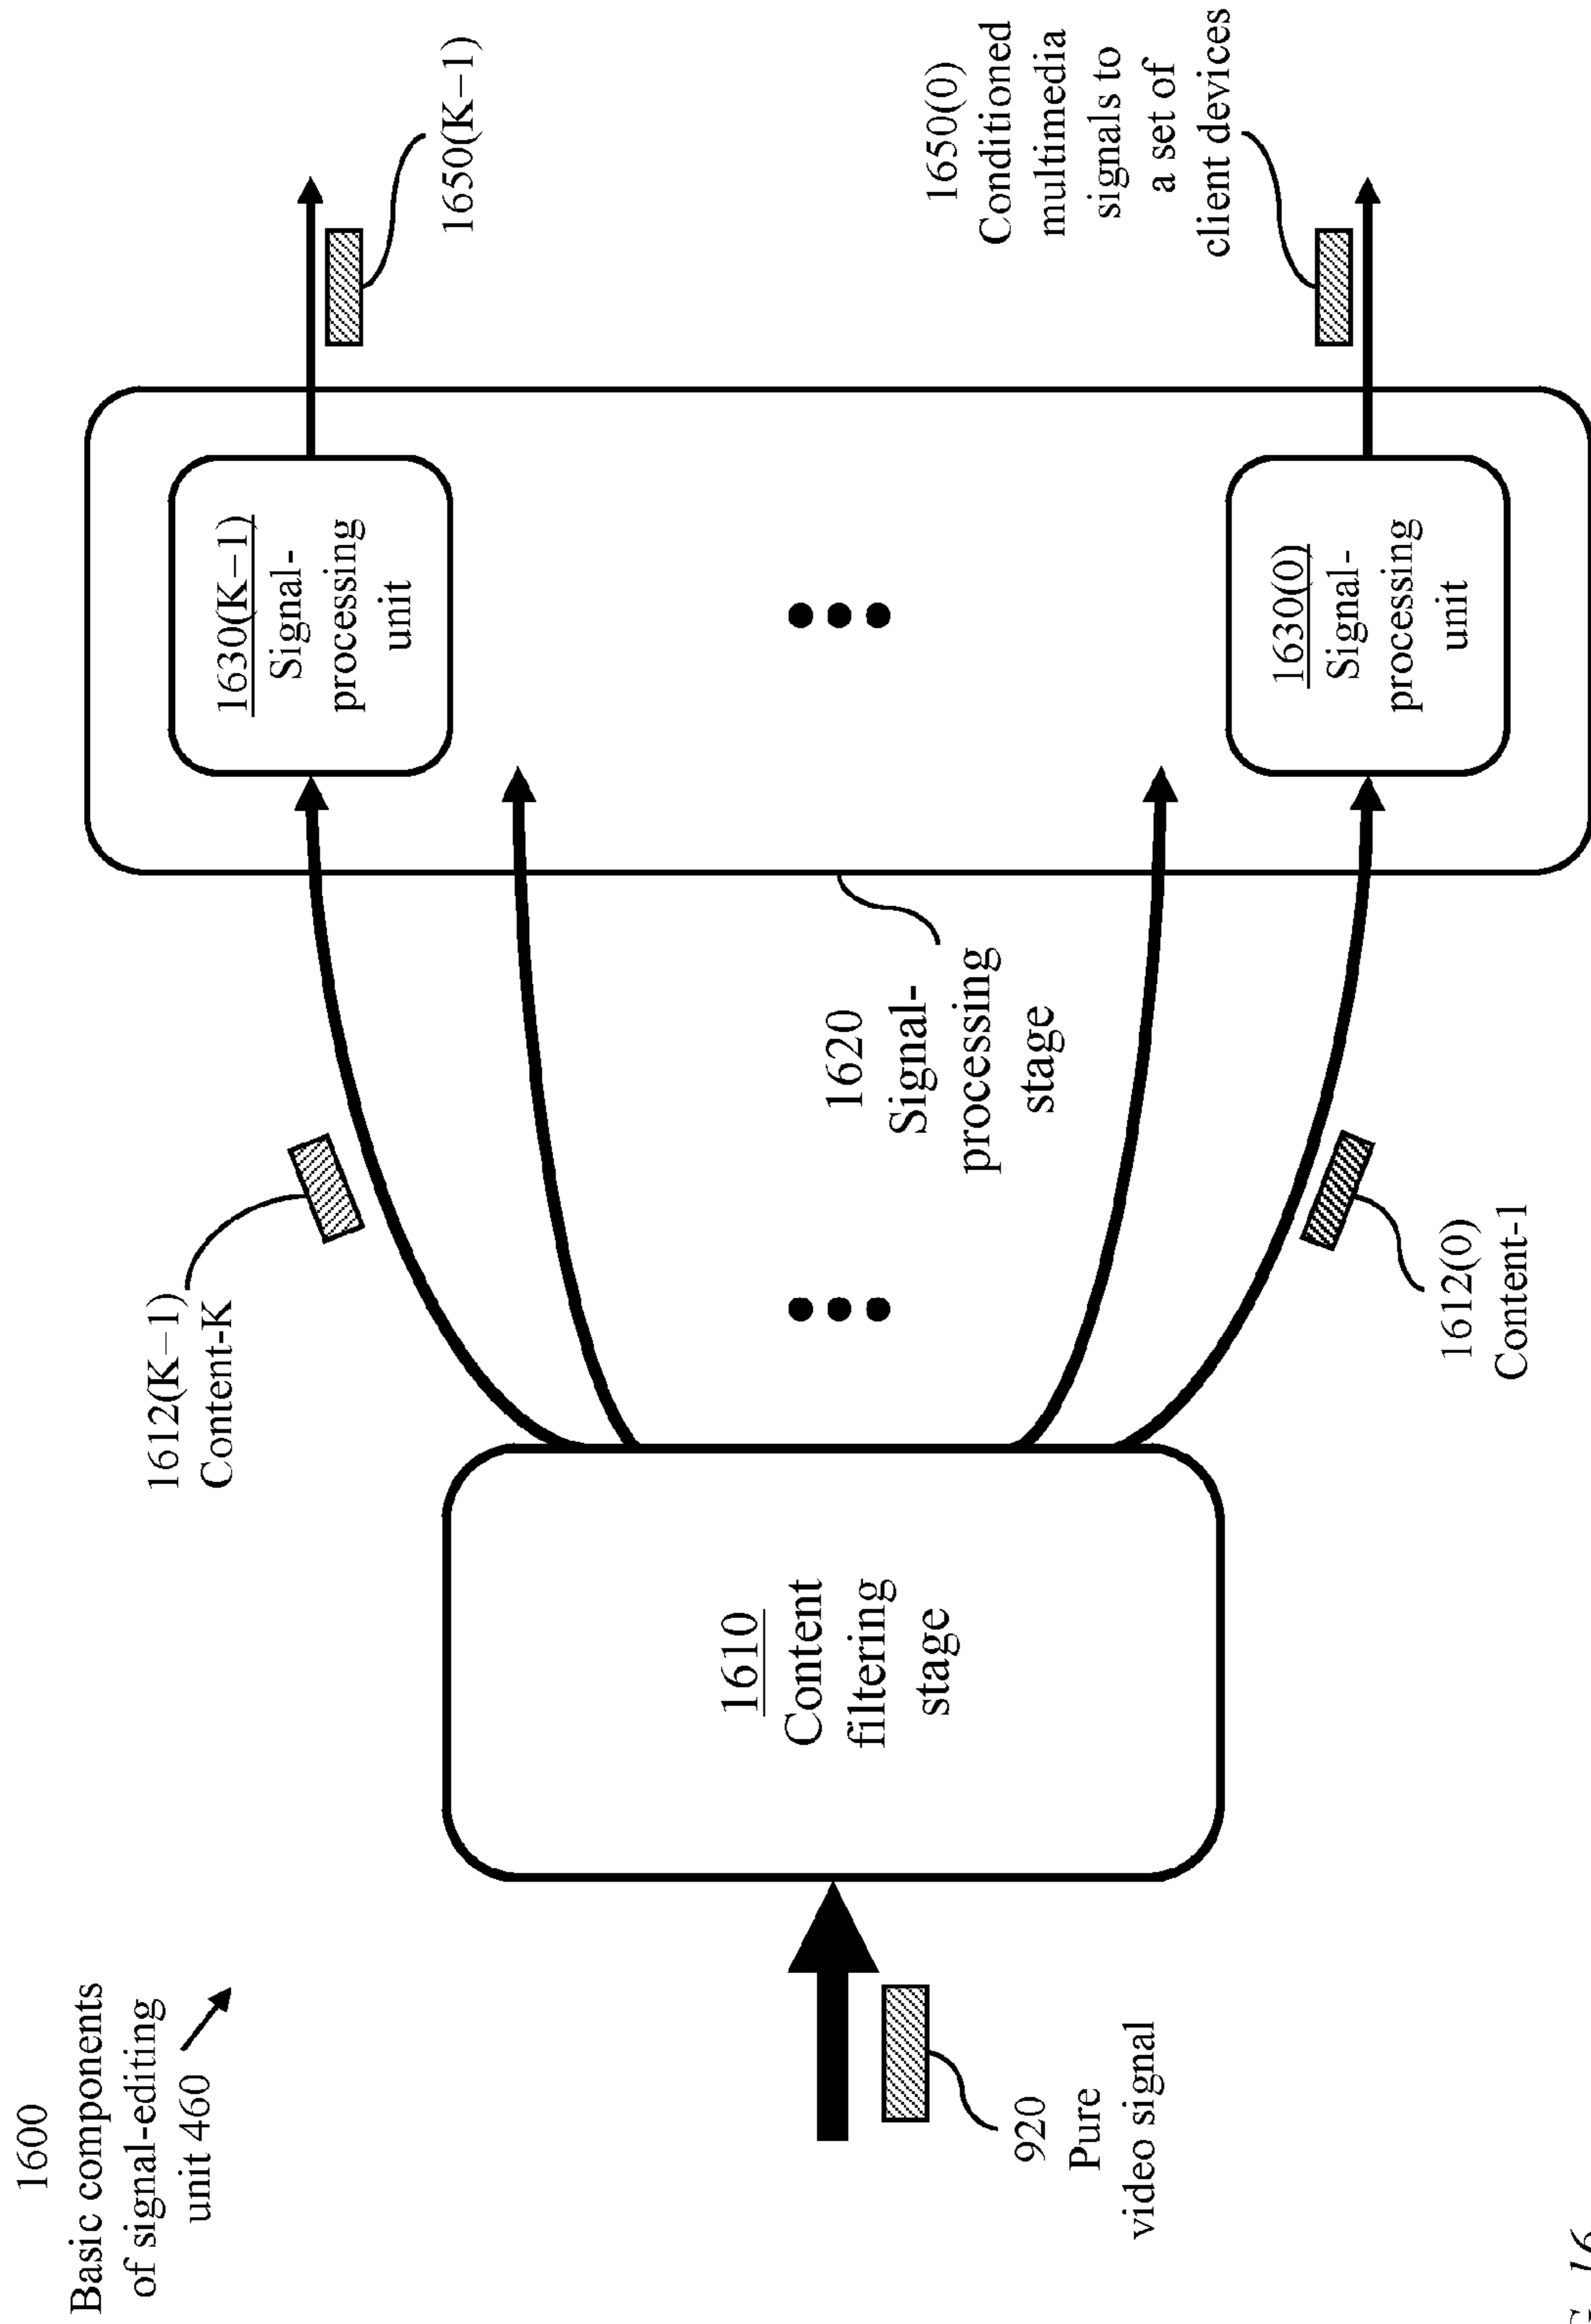 1600
Basic components
of signal-editing
unit 460
920
Pure
video signal
1610
Content
filtering
stage
1612(K−1)
Content-K
1612(0)
Content-1
1620
Signal-
processing
stage
1630(K−1)
Signal-
processing
unit
1630(0)
Signal-
processing
unit
1650(K−1)
1650(0)
Conditioned
multimedia
signals to
a set of
client devices
16